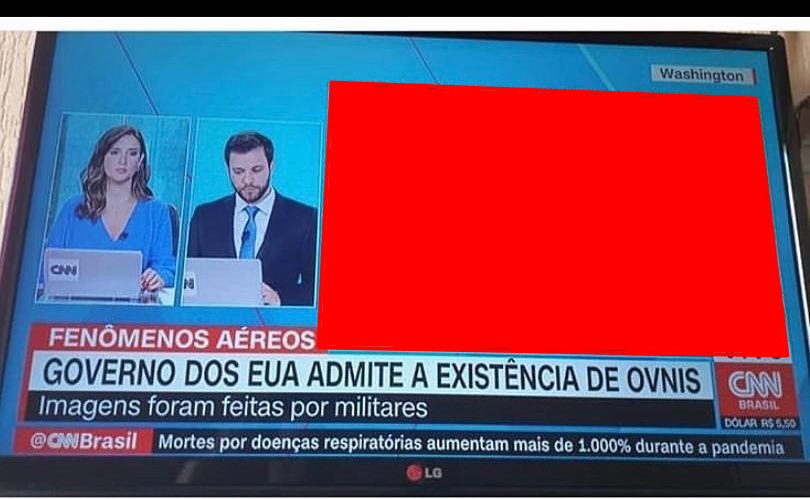 Washington
CNN
FENÔMENOS AÉREOS
GOVERNO DOS EUA ADMITE A EXISTÊNCIA DE OVNIS
Imagens foram feitas por militares
CNN
BRASIL
DÓLAR R$ 5,50
@CNNBrasil Mortes por doenças respiratórias aumentam mais de 1.000% durante a pandemia
LG